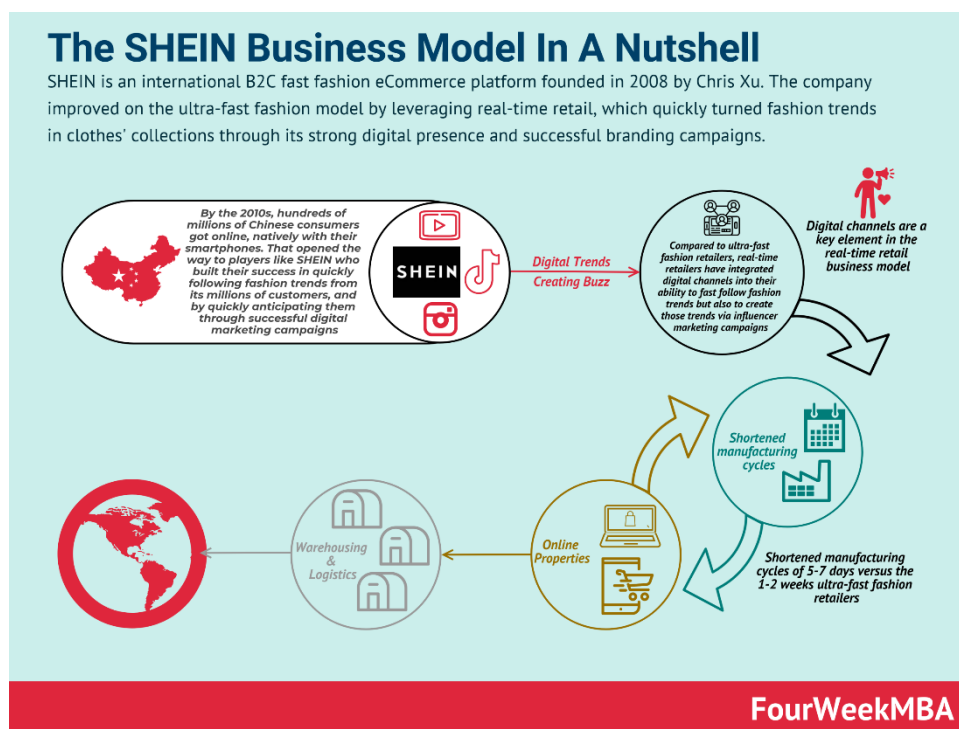 The SHEIN Business Model In A Nutshell
SHEIN is an international B2C fast fashion eCommerce platform founded in 2008 by Chris Xu. The company
improved on the ultra-fast fashion model by leveraging real-time retail, which quickly turned fashion trends
in clothes' collections through its strong digital presence and successful branding campaigns.
By the 2010s, hundreds of
millions of Chinese consumers
got online, natively with their
smartphones. That opened the
way to players like SHEIN who
built their success in quickly
following fashion trends from
its millions of customers, and
by quickly anticipating them
through successful digital
marketing campaigns
SHEIN
Digital Trends
Creating Buzz
Compared to ultra-fast
fashion retailers, real-time
retailers have integrated
digital channels into their
ability to fast follow fashion
trends but also to create
those trends via influencer
marketing campaigns
Digital channels are a
key element in the
real-time retail
business model
Shortened
manufacturing
cycles
Shortened manufacturing
cycles of 5-7 days versus the
1-2 weeks ultra-fast fashion
retailers
Online
Properties
Warehousing
&
Logistics
FourWeekMBA